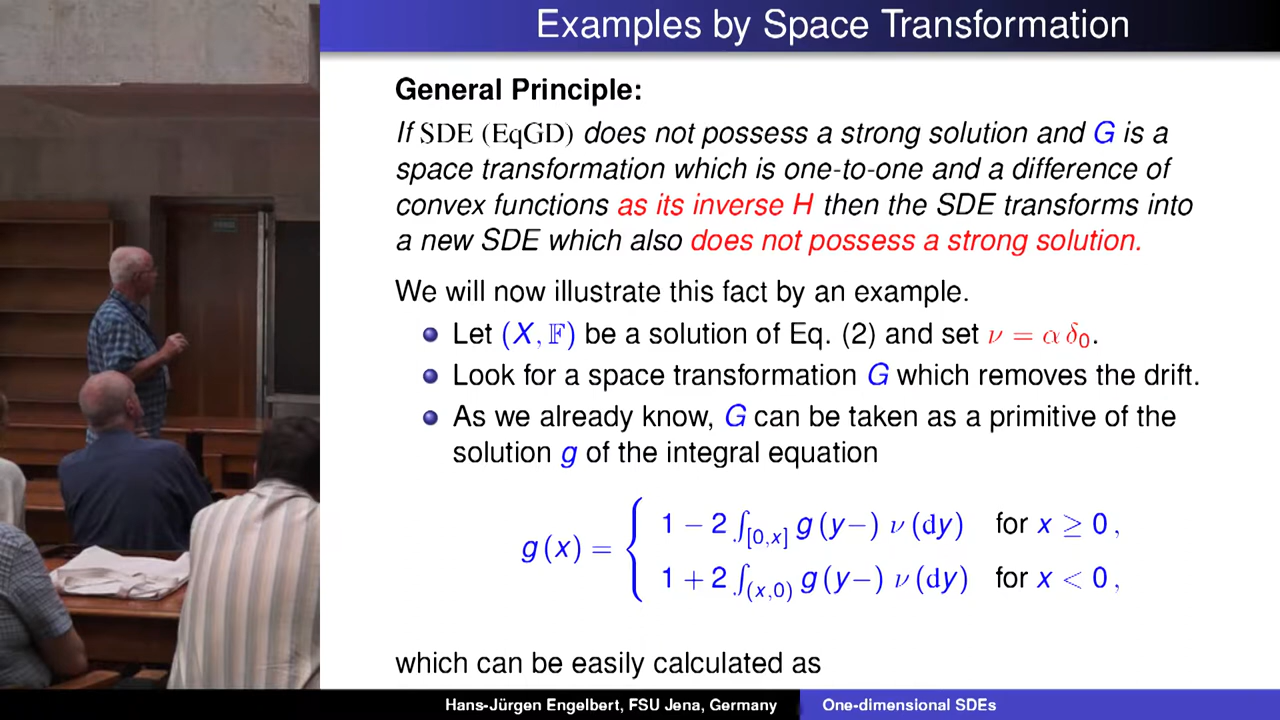 Examples by Space Transformation
General Principle:
If SDE (EqGD) does not possess a strong solution and G is a
space transformation which is one-to-one and a difference of
convex functions as its inverse H then the SDE transforms into
a new SDE which also does not possess a strong solution.
We will now illustrate this fact by an example.
Let (X, 𝔽) be a solution of Eq. (2) and set ν = α δ₀.
Look for a space transformation G which removes the drift.
As we already know, G can be taken as a primitive of the
solution g of the integral equation
g(x) = { 1 − 2 ∫_[0,x] g(y−) ν(dy) for x ≥ 0,
1 + 2 ∫_(x,0) g(y−) ν(dy) for x < 0,
which can be easily calculated as
Hans-Jürgen Engelbert, FSU Jena, Germany One-dimensional SDEs